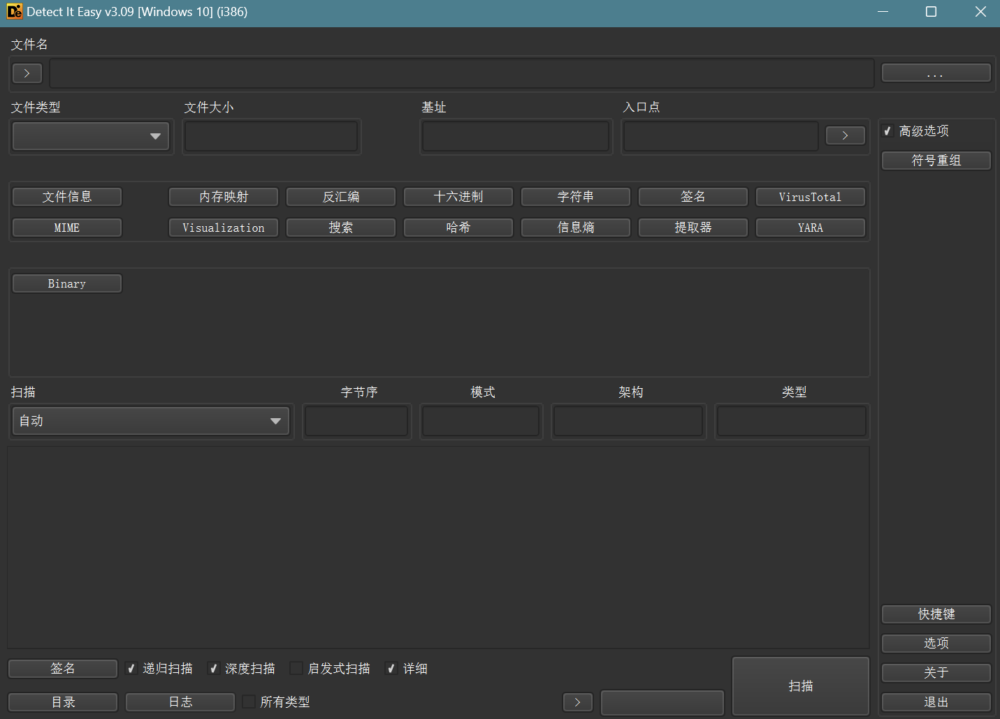 Detect It Easy v3.09 [Windows 10] (i386)
文件名
> ...
文件类型 文件大小 基址 入口点
>
高级选项
符号重组
文件信息 内存映射 反汇编 十六进制 字符串 签名 VirusTotal
MIME Visualization 搜索 哈希 信息熵 提取器 YARA
Binary
扫描 字节序 模式 架构 类型
自动
快捷键
选项
签名 递归扫描 深度扫描 启发式扫描 详细
关于
扫描
目录 日志 所有类型 > 退出